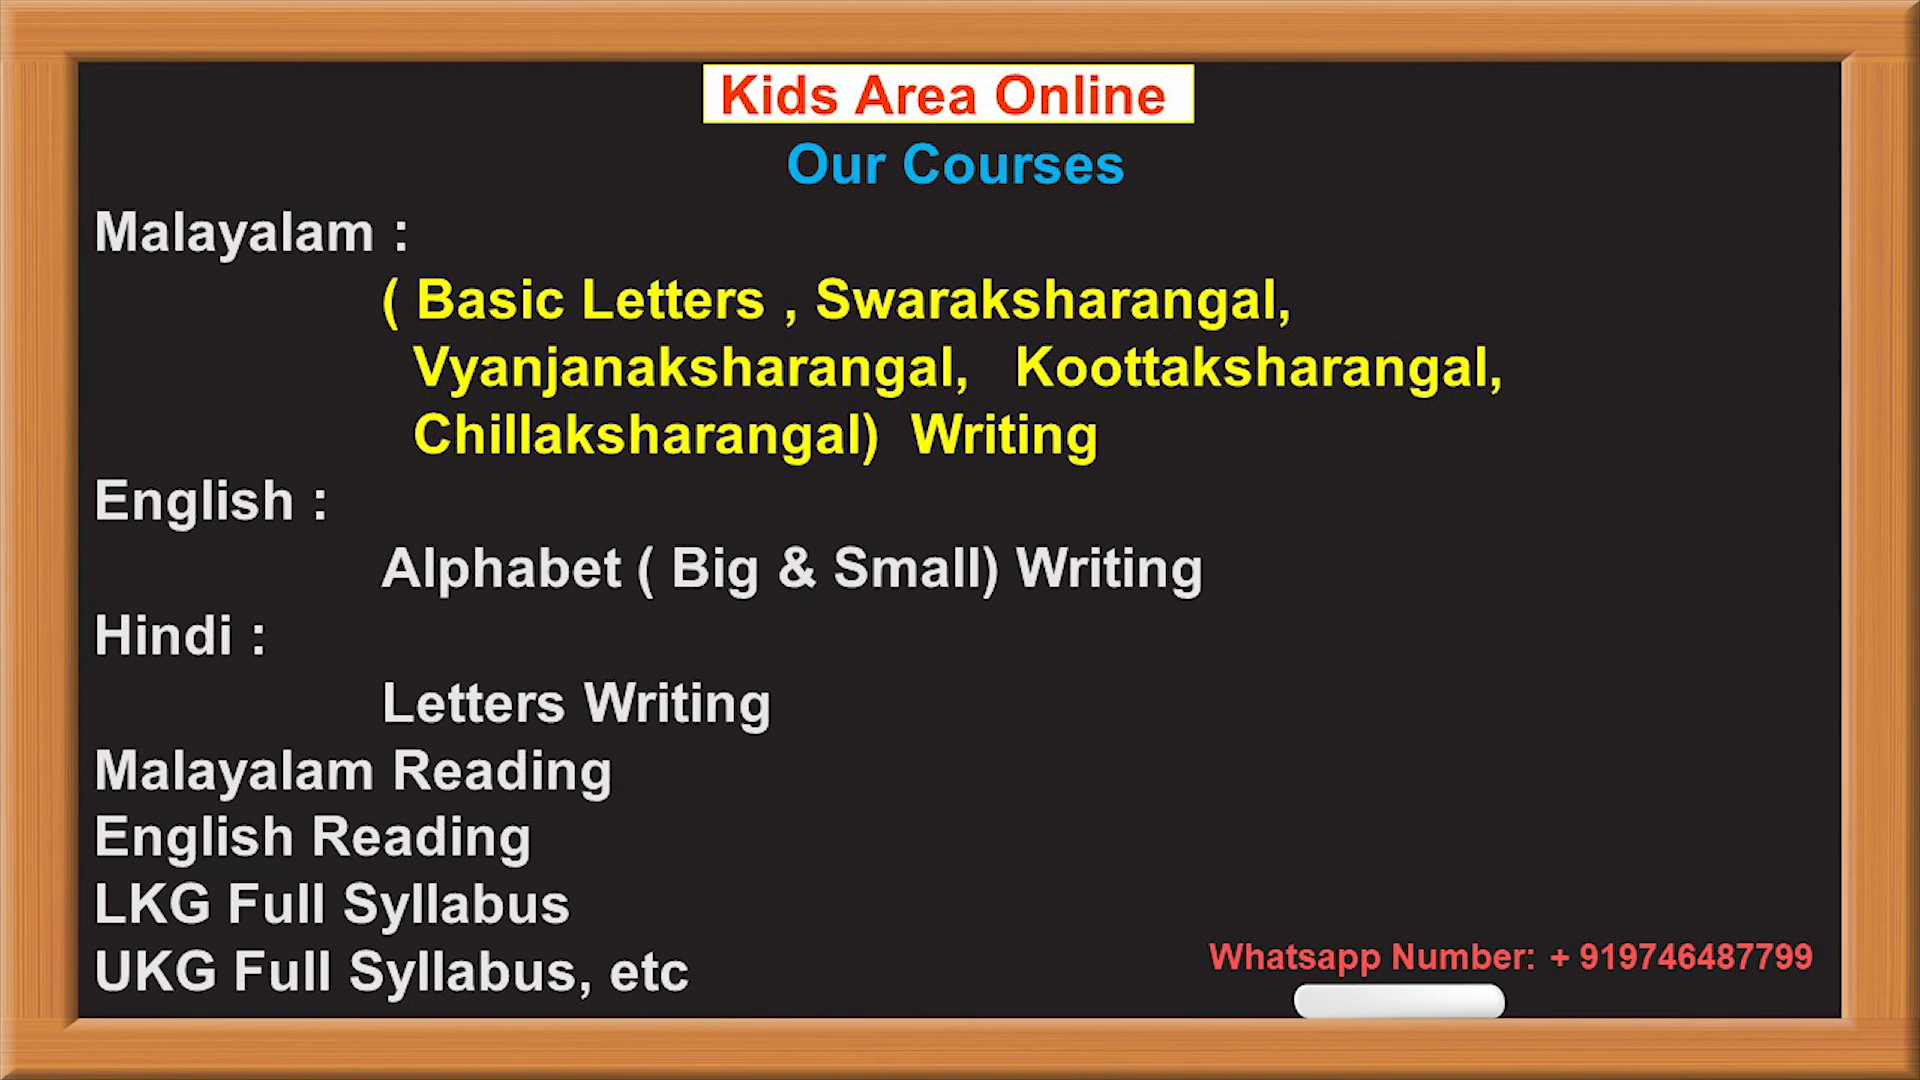 Kids Area Online
Our Courses
Malayalam :
( Basic Letters , Swaraksharangal,
Vyanjanaksharangal, Koottaksharangal,
Chillaksharangal) Writing
English :
Alphabet ( Big & Small) Writing
Hindi :
Letters Writing
Malayalam Reading
English Reading
LKG Full Syllabus
UKG Full Syllabus, etc
Whatsapp Number: + 919746487799